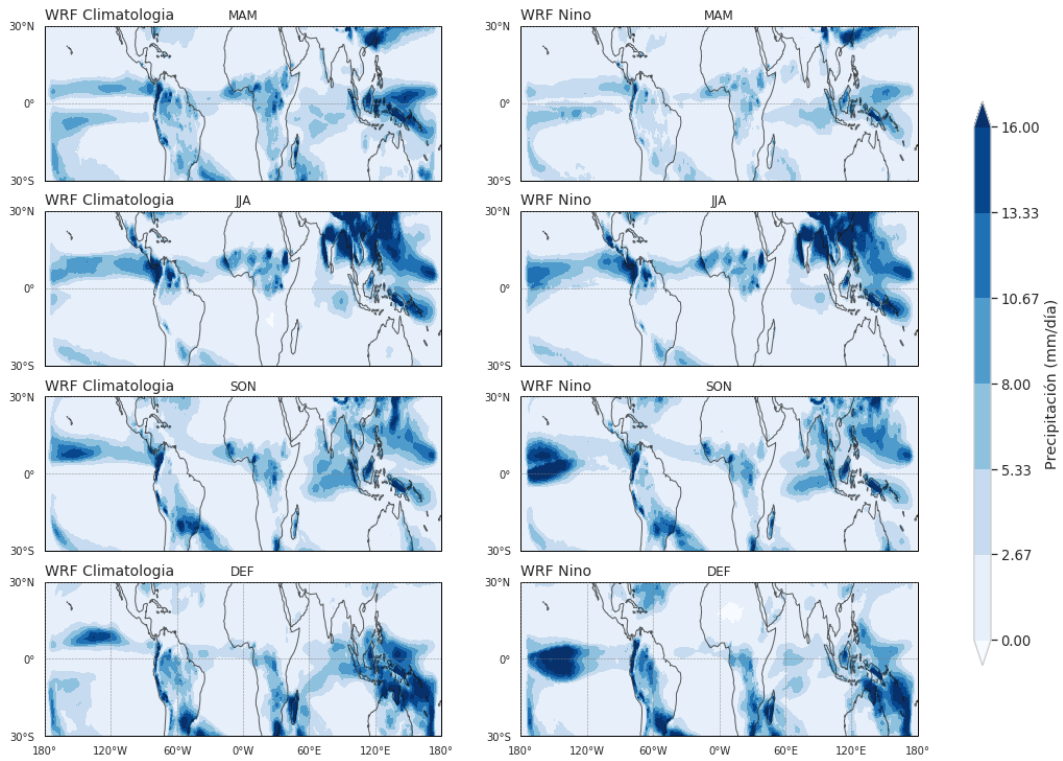 WRF Climatologia MAM WRF Nino MAM
30°N
0°
30°S
WRF Climatologia JJA WRF Nino JJA
30°N
0°
30°S
WRF Climatologia SON WRF Nino SON
30°N
0°
30°S
WRF Climatologia DEF WRF Nino DEF
30°N
0°
30°S
180° 120°W 60°W 0°W 60°E 120°E 180° 180° 120°W 60°W 0°W 60°E 120°E 180°
16.00
13.33
10.67
8.00
5.33
2.67
0.00
Precipitación (mm/día)